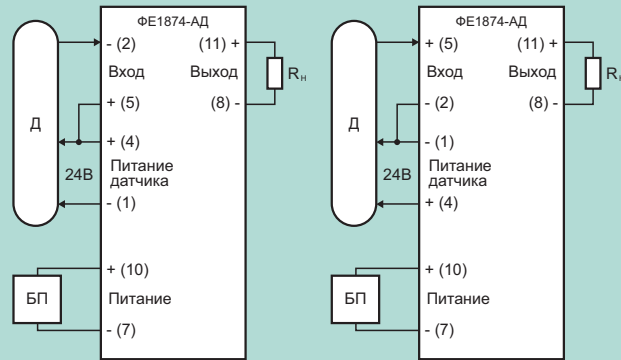 ФЕ1874-АД
- (2) (11) +
Вход Выход
Rн
+ (5) (8) -
Д
+ (4)
24В
Питание
датчика
- (1)
+ (10)
БП
Питание
- (7)
ФЕ1874-АД
+ (5) (11) +
Вход Выход
Rн
- (2) (8) -
Д
- (1)
24В
Питание
датчика
+ (4)
+ (10)
БП
Питание
- (7)